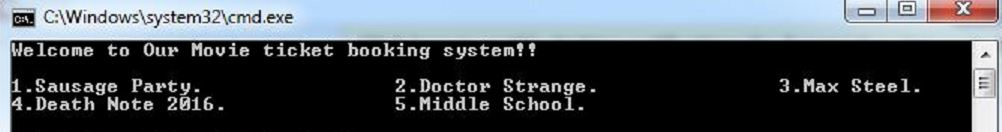 C:\Windows\system32\cmd.exe
Welcome to Our Movie ticket booking system!!
1.Sausage Party. 2.Doctor Strange. 3.Max Steel.
4.Death Note 2016. 5.Middle School.